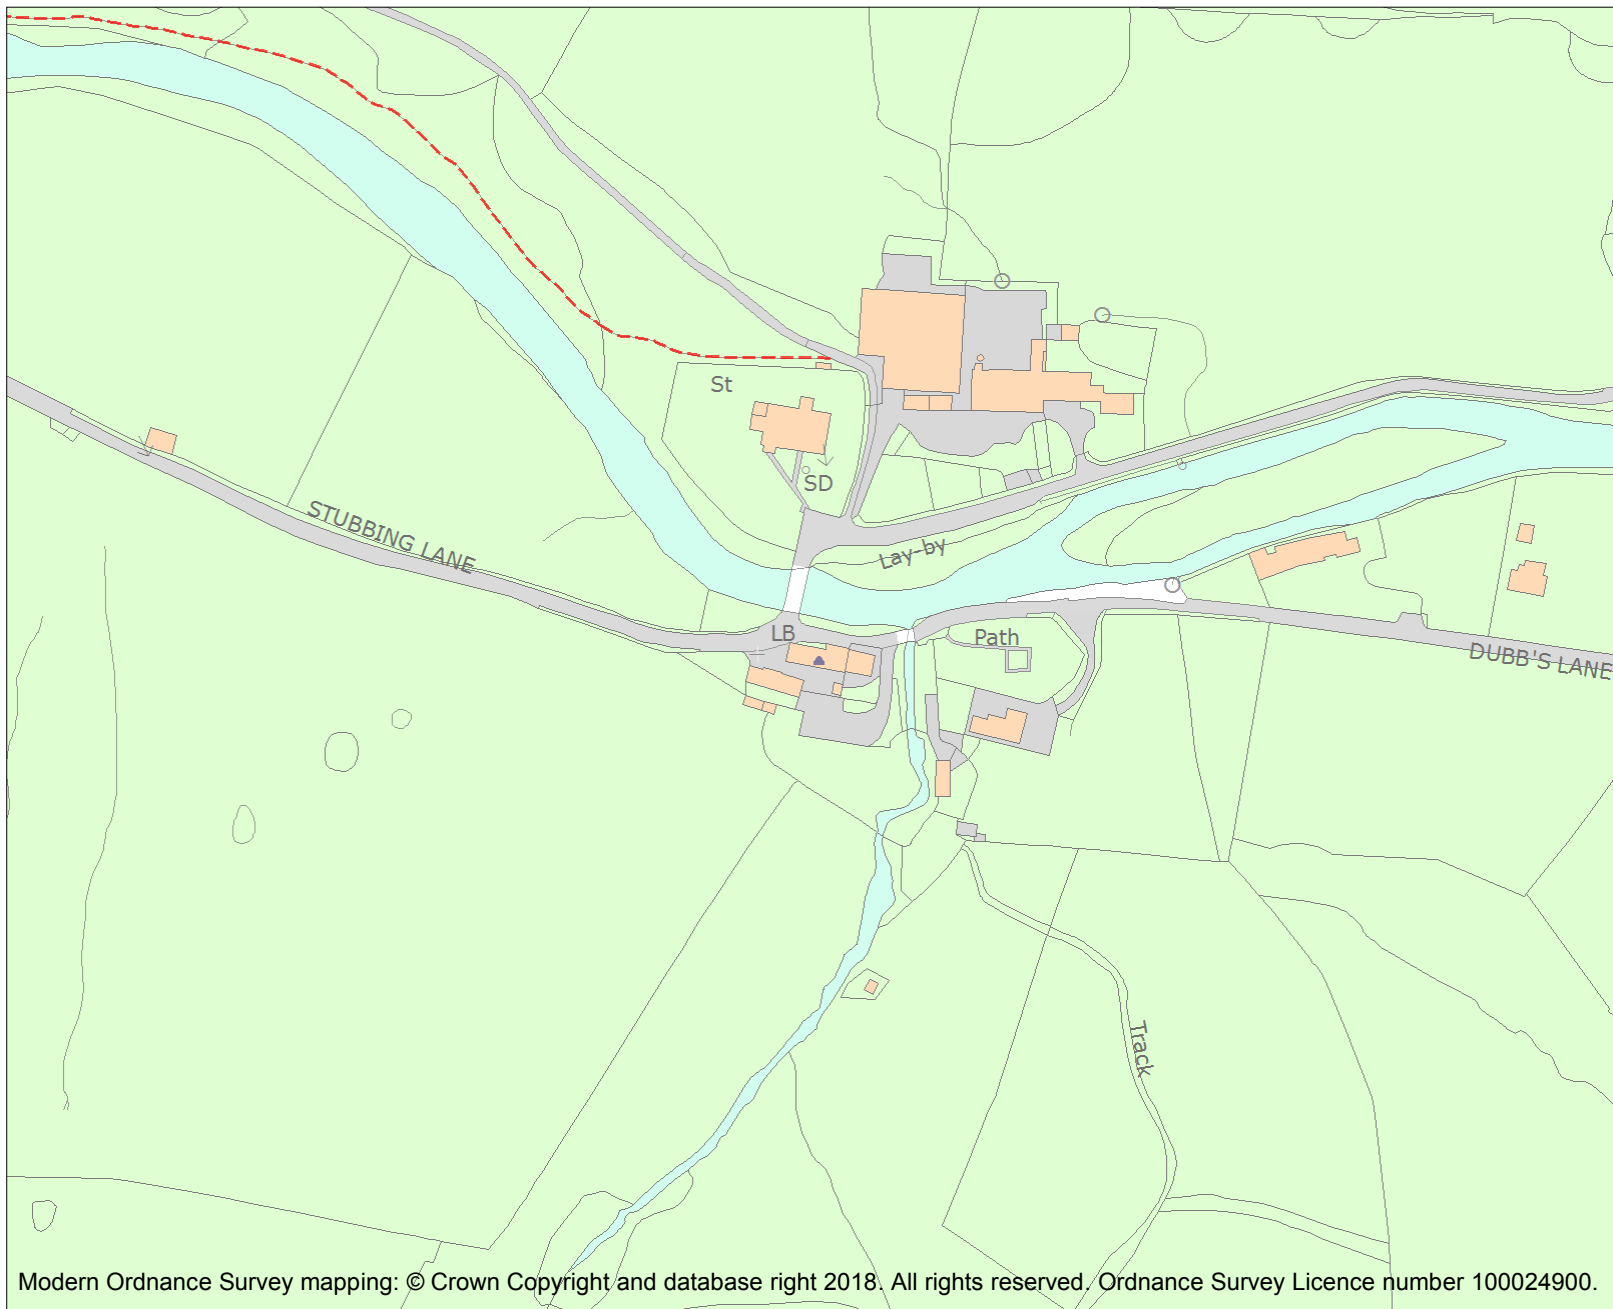 St
SD
STUBBING LANE
Lay-by
LB
Path
DUBB'S LANE
Track
Modern Ordnance Survey mapping: © Crown Copyright and database right 2018. All rights reserved. Ordnance Survey Licence number 100024900.